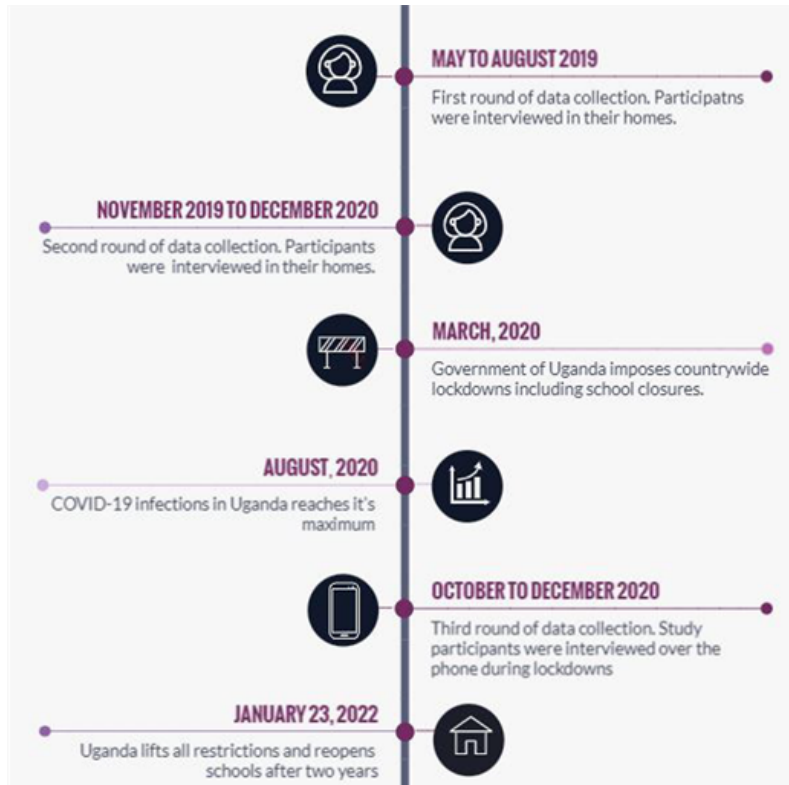 MAY TO AUGUST 2019
First round of data collection. Participatns
were interviewed in their homes.
NOVEMBER 2019 TO DECEMBER 2020
Second round of data collection. Participants
were interviewed in their homes.
MARCH, 2020
Government of Uganda imposes countrywide
lockdowns including school closures.
AUGUST, 2020
COVID-19 infections in Uganda reaches it's
maximum
OCTOBER TO DECEMBER 2020
Third round of data collection. Study
participants were interviewed over the
phone during lockdowns
JANUARY 23, 2022
Uganda lifts all restrictions and reopens
schools after two years